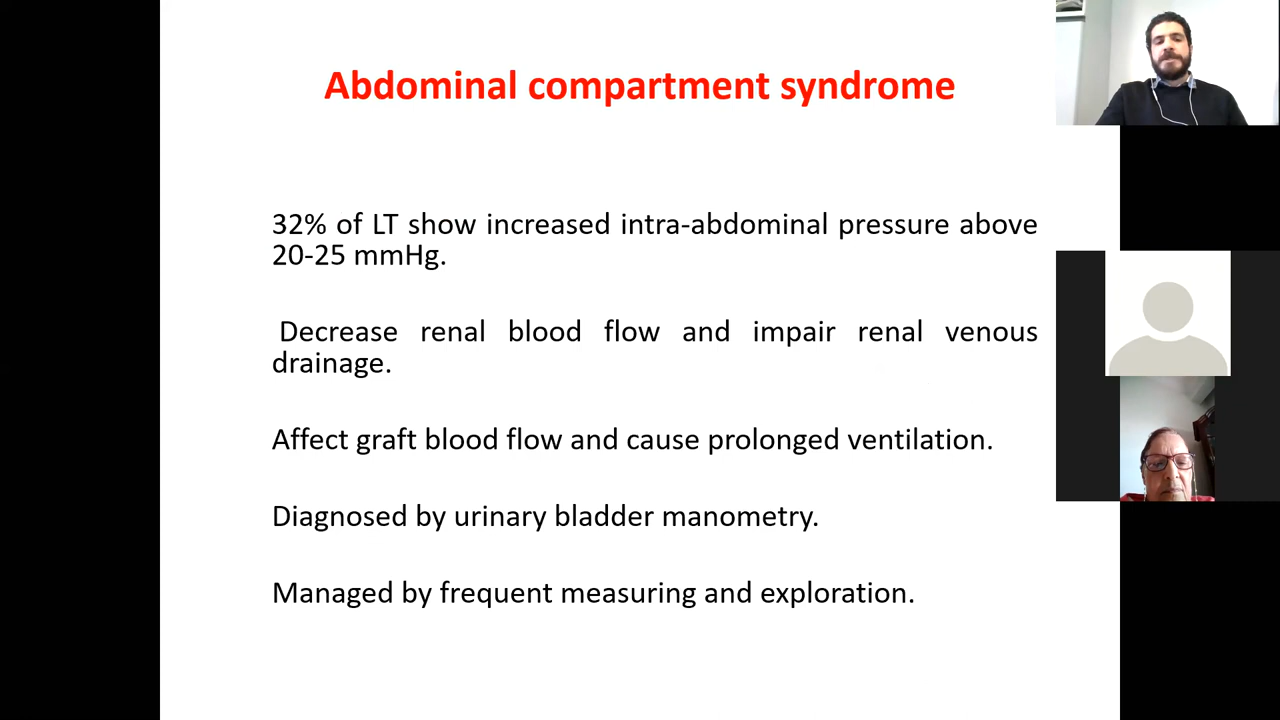 Abdominal compartment syndrome
32% of LT show increased intra-abdominal pressure above
20-25 mmHg.
Decrease renal blood flow and impair renal venous
drainage.
Affect graft blood flow and cause prolonged ventilation.
Diagnosed by urinary bladder manometry.
Managed by frequent measuring and exploration.